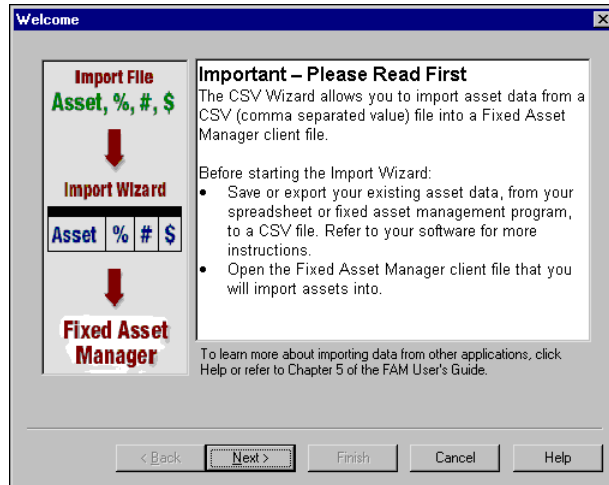 Welcome
Import File
Asset, %, #, $
Import Wizard
Asset % # $
Fixed Asset
Manager
Important – Please Read First
The CSV Wizard allows you to import asset data from a
CSV (comma separated value) file into a Fixed Asset
Manager client file.
Before starting the Import Wizard:
• Save or export your existing asset data, from your
spreadsheet or fixed asset management program,
to a CSV file. Refer to your software for more
instructions.
• Open the Fixed Asset Manager client file that you
will import assets into.
To learn more about importing data from other applications, click
Help or refer to Chapter 5 of the FAM User's Guide.
< Back
Next >
Finish
Cancel
Help